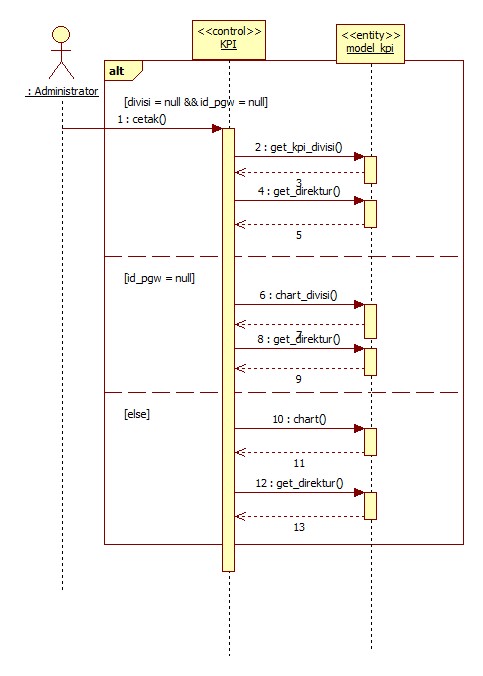 <<control>>
KPI
<<entity>>
model_kpi
: Administrator
alt
[divisi = null && id_pgw = null]
1 : cetak()
2 : get_kpi_divisi()
3
4 : get_direktur()
5
[id_pgw = null]
6 : chart_divisi()
7
8 : get_direktur()
9
[else]
10 : chart()
11
12 : get_direktur()
13